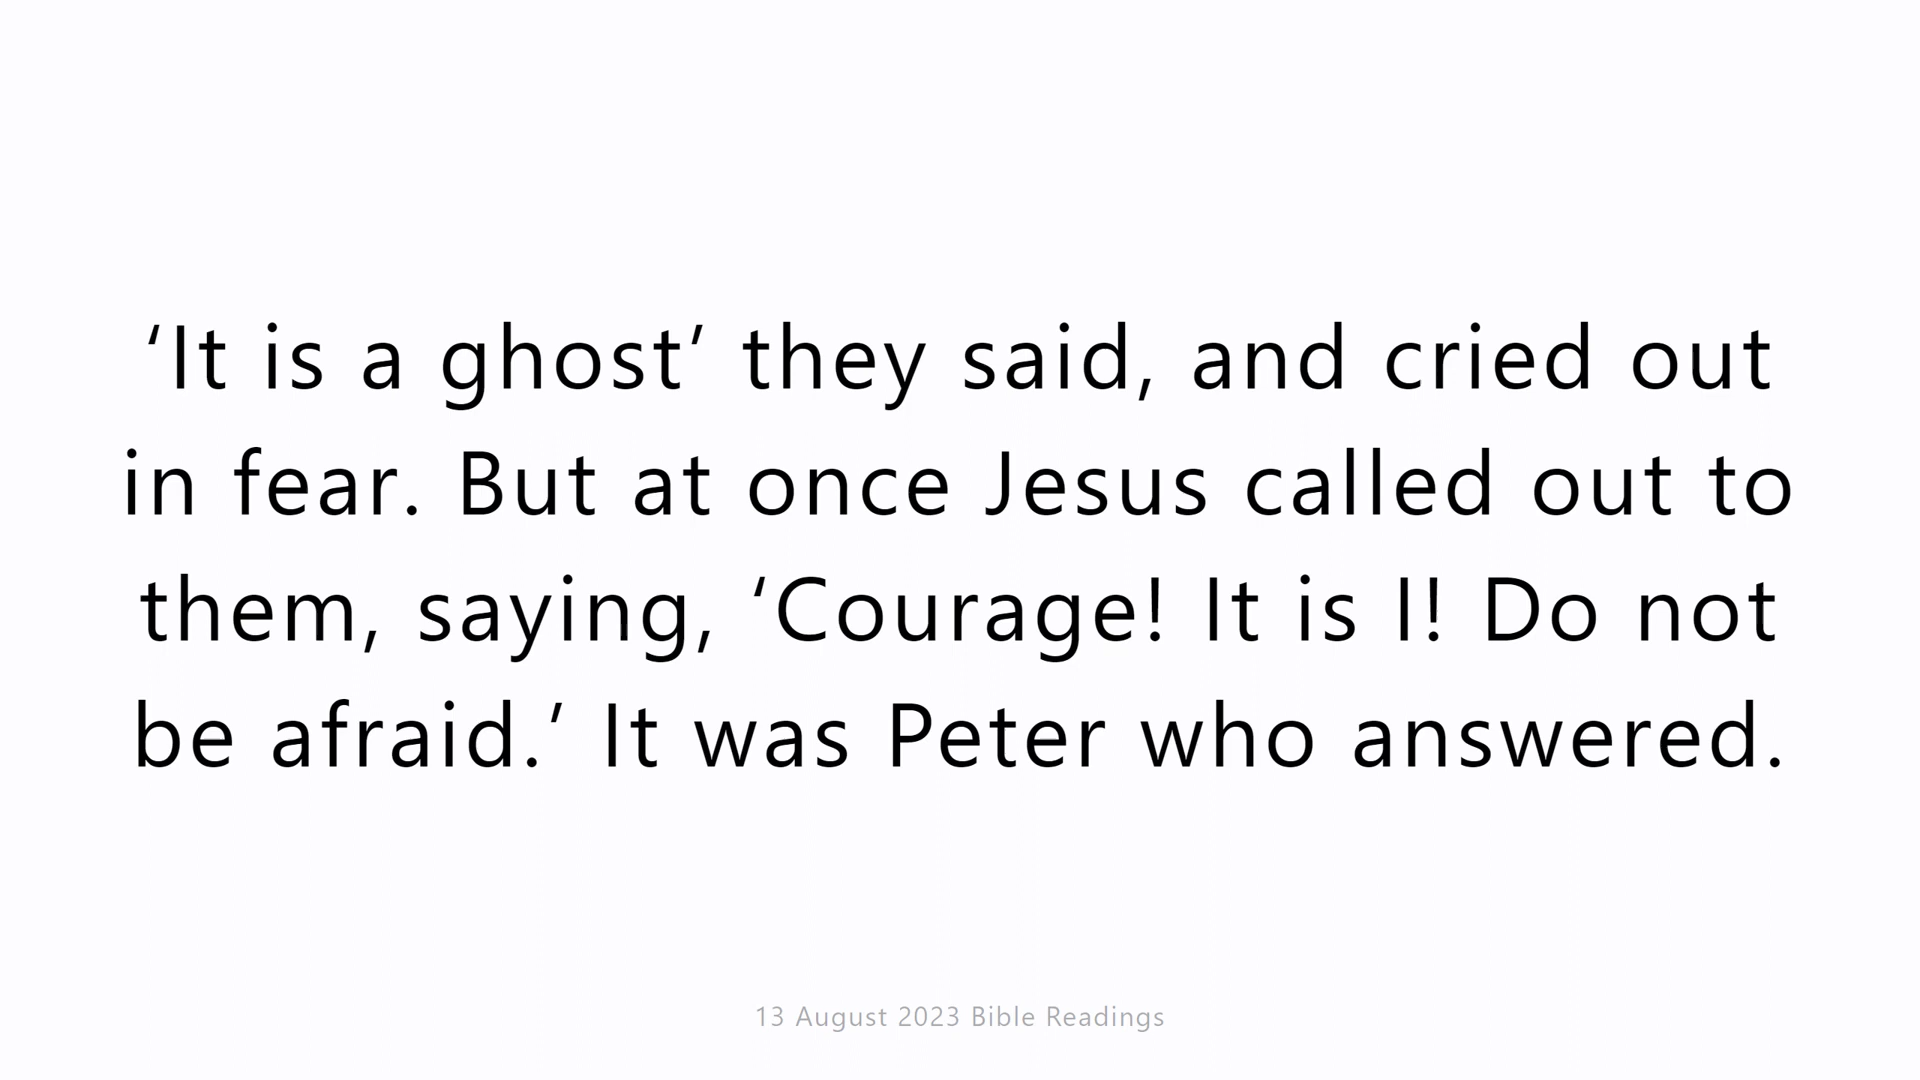 ‘It is a ghost’ they said, and cried out
in fear. But at once Jesus called out to
them, saying, ‘Courage! It is I! Do not
be afraid.’ It was Peter who answered.
13 August 2023 Bible Readings